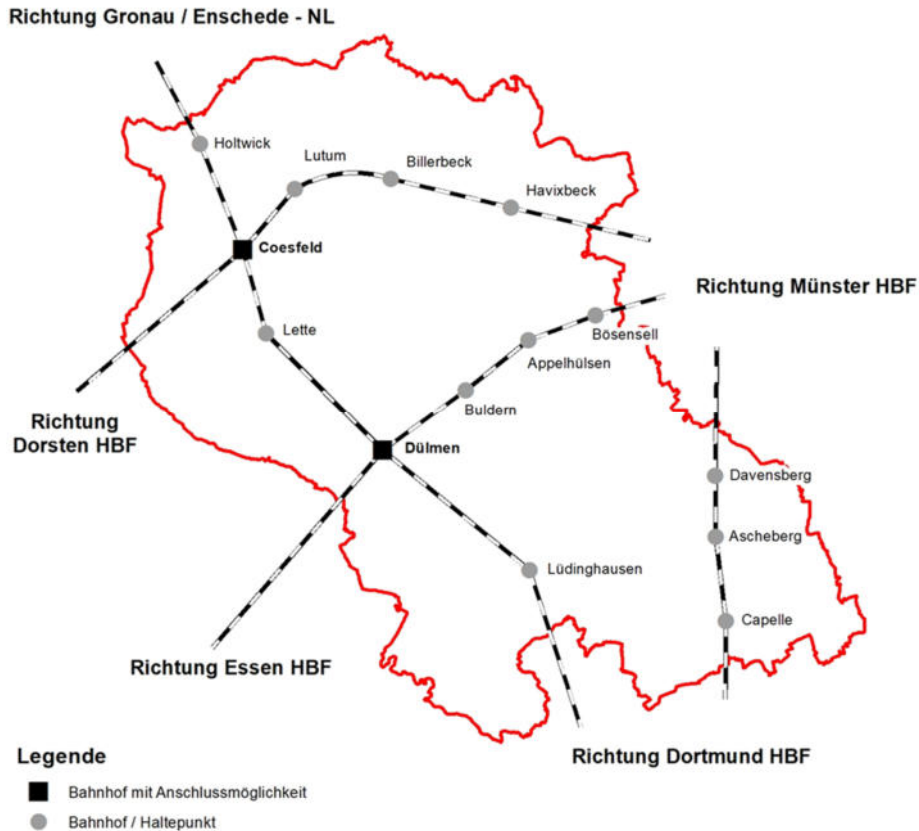 Richtung Gronau / Enschede - NL
Holtwick
Lutum
Billerbeck
Havixbeck
Coesfeld
Richtung Münster HBF
Lette
Bösensell
Appelhülsen
Buldern
Richtung
Dorsten HBF
Dülmen
Davensberg
Ascheberg
Lüdinghausen
Capelle
Richtung Essen HBF
Richtung Dortmund HBF
Legende
Bahnhof mit Anschlussmöglichkeit
Bahnhof / Haltepunkt